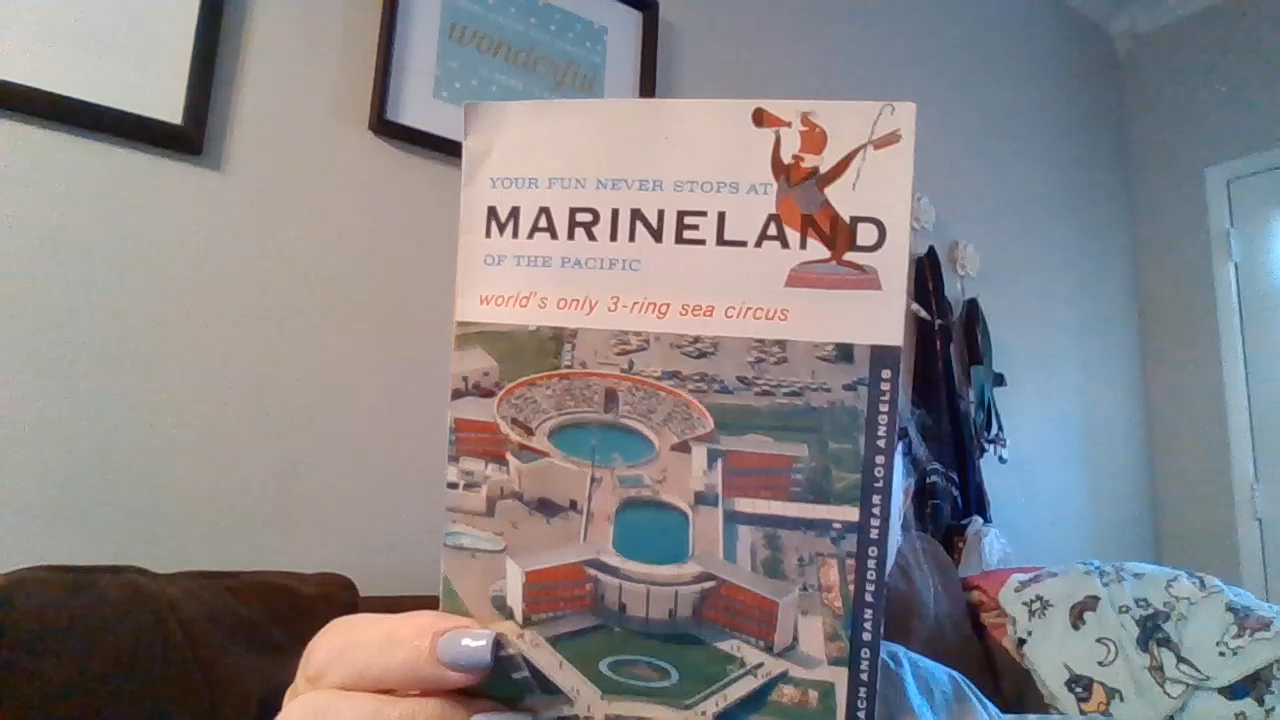 wonderful
YOUR FUN NEVER STOPS AT
MARINELAND
OF THE PACIFIC
world's only 3-ring sea circus
ACH AND SAN PEDRO NEAR LOS ANGELES